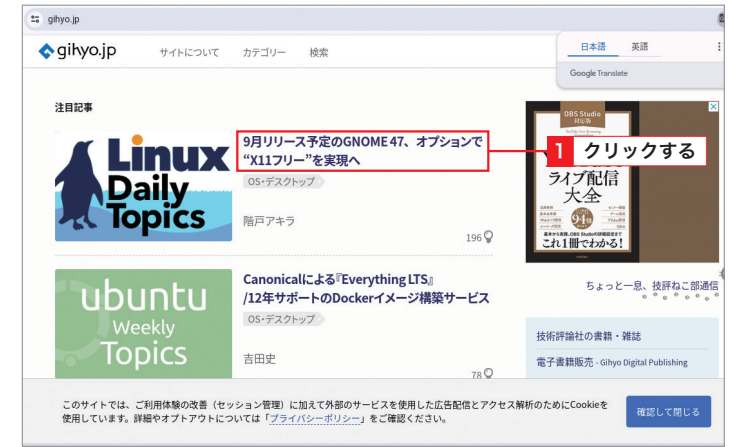 gihyo.jp
gihyo.jp
サイトについて
カテゴリー
検索
日本語
英語
Google Translate
注目記事
Linux
Daily
Topics
9月リリース予定のGNOME 47、オプションで
“X11フリー”を実現へ
OS・デスクトップ
階戸アキラ
196
1 クリックする
OBS Studio
ライブ配信
大全
94
これ1冊でわかる!
ubuntu
Weekly
Topics
Canonicalによる『Everything LTS』
/12年サポートのDockerイメージ構築サービス
OS・デスクトップ
吉田史
78
ちょっと一息、技評ねこ部通信
技術評論社の書籍・雑誌
電子書籍販売 - Gihyo Digital Publishing
このサイトでは、ご利用体験の改善（セッション管理）に加えて外部のサービスを使用した広告配信とアクセス解析のためにCookieを
使用しています。詳細やオプトアウトについては「プライバシーポリシー」をご確認ください。
確認して閉じる